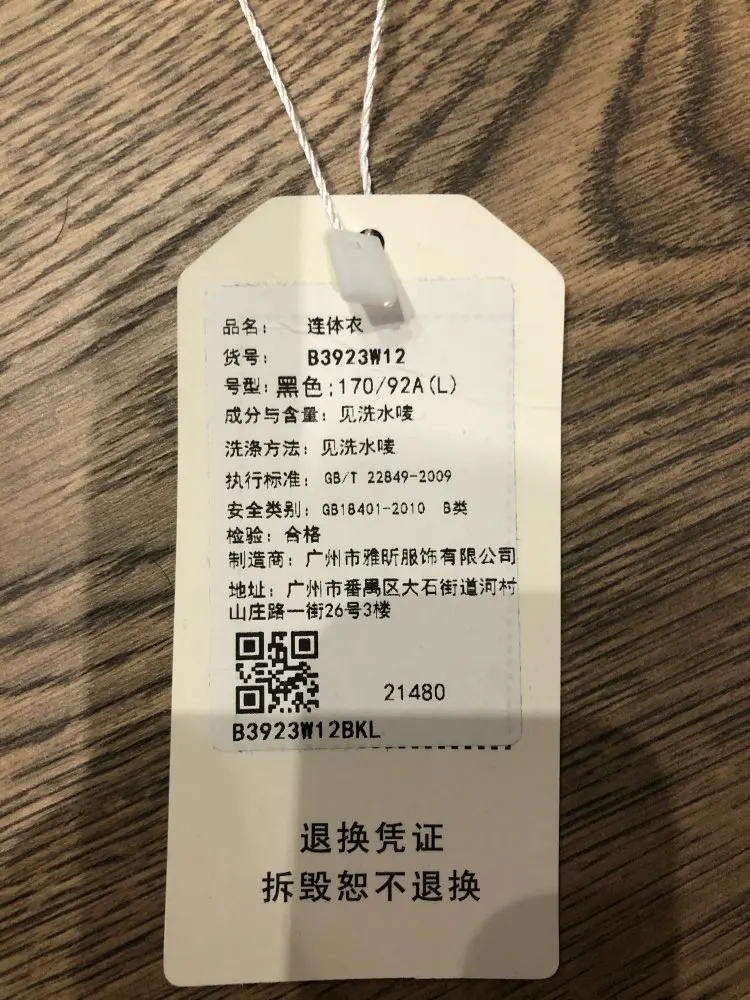 品名： 连体衣
货号： B3923W12
号型：黑色;170/92A(L)
成分与含量：见洗水唛
洗涤方法：见洗水唛
执行标准： GB/T 22849-2009
安全类别：GB18401-2010 B类
检验：合格
制造商：广州市雅昕服饰有限公司
地址：广州市番禺区大石街道河村
山庄路一街26号3楼
21480
B3923W12BKL
退换凭证
拆毁恕不退换